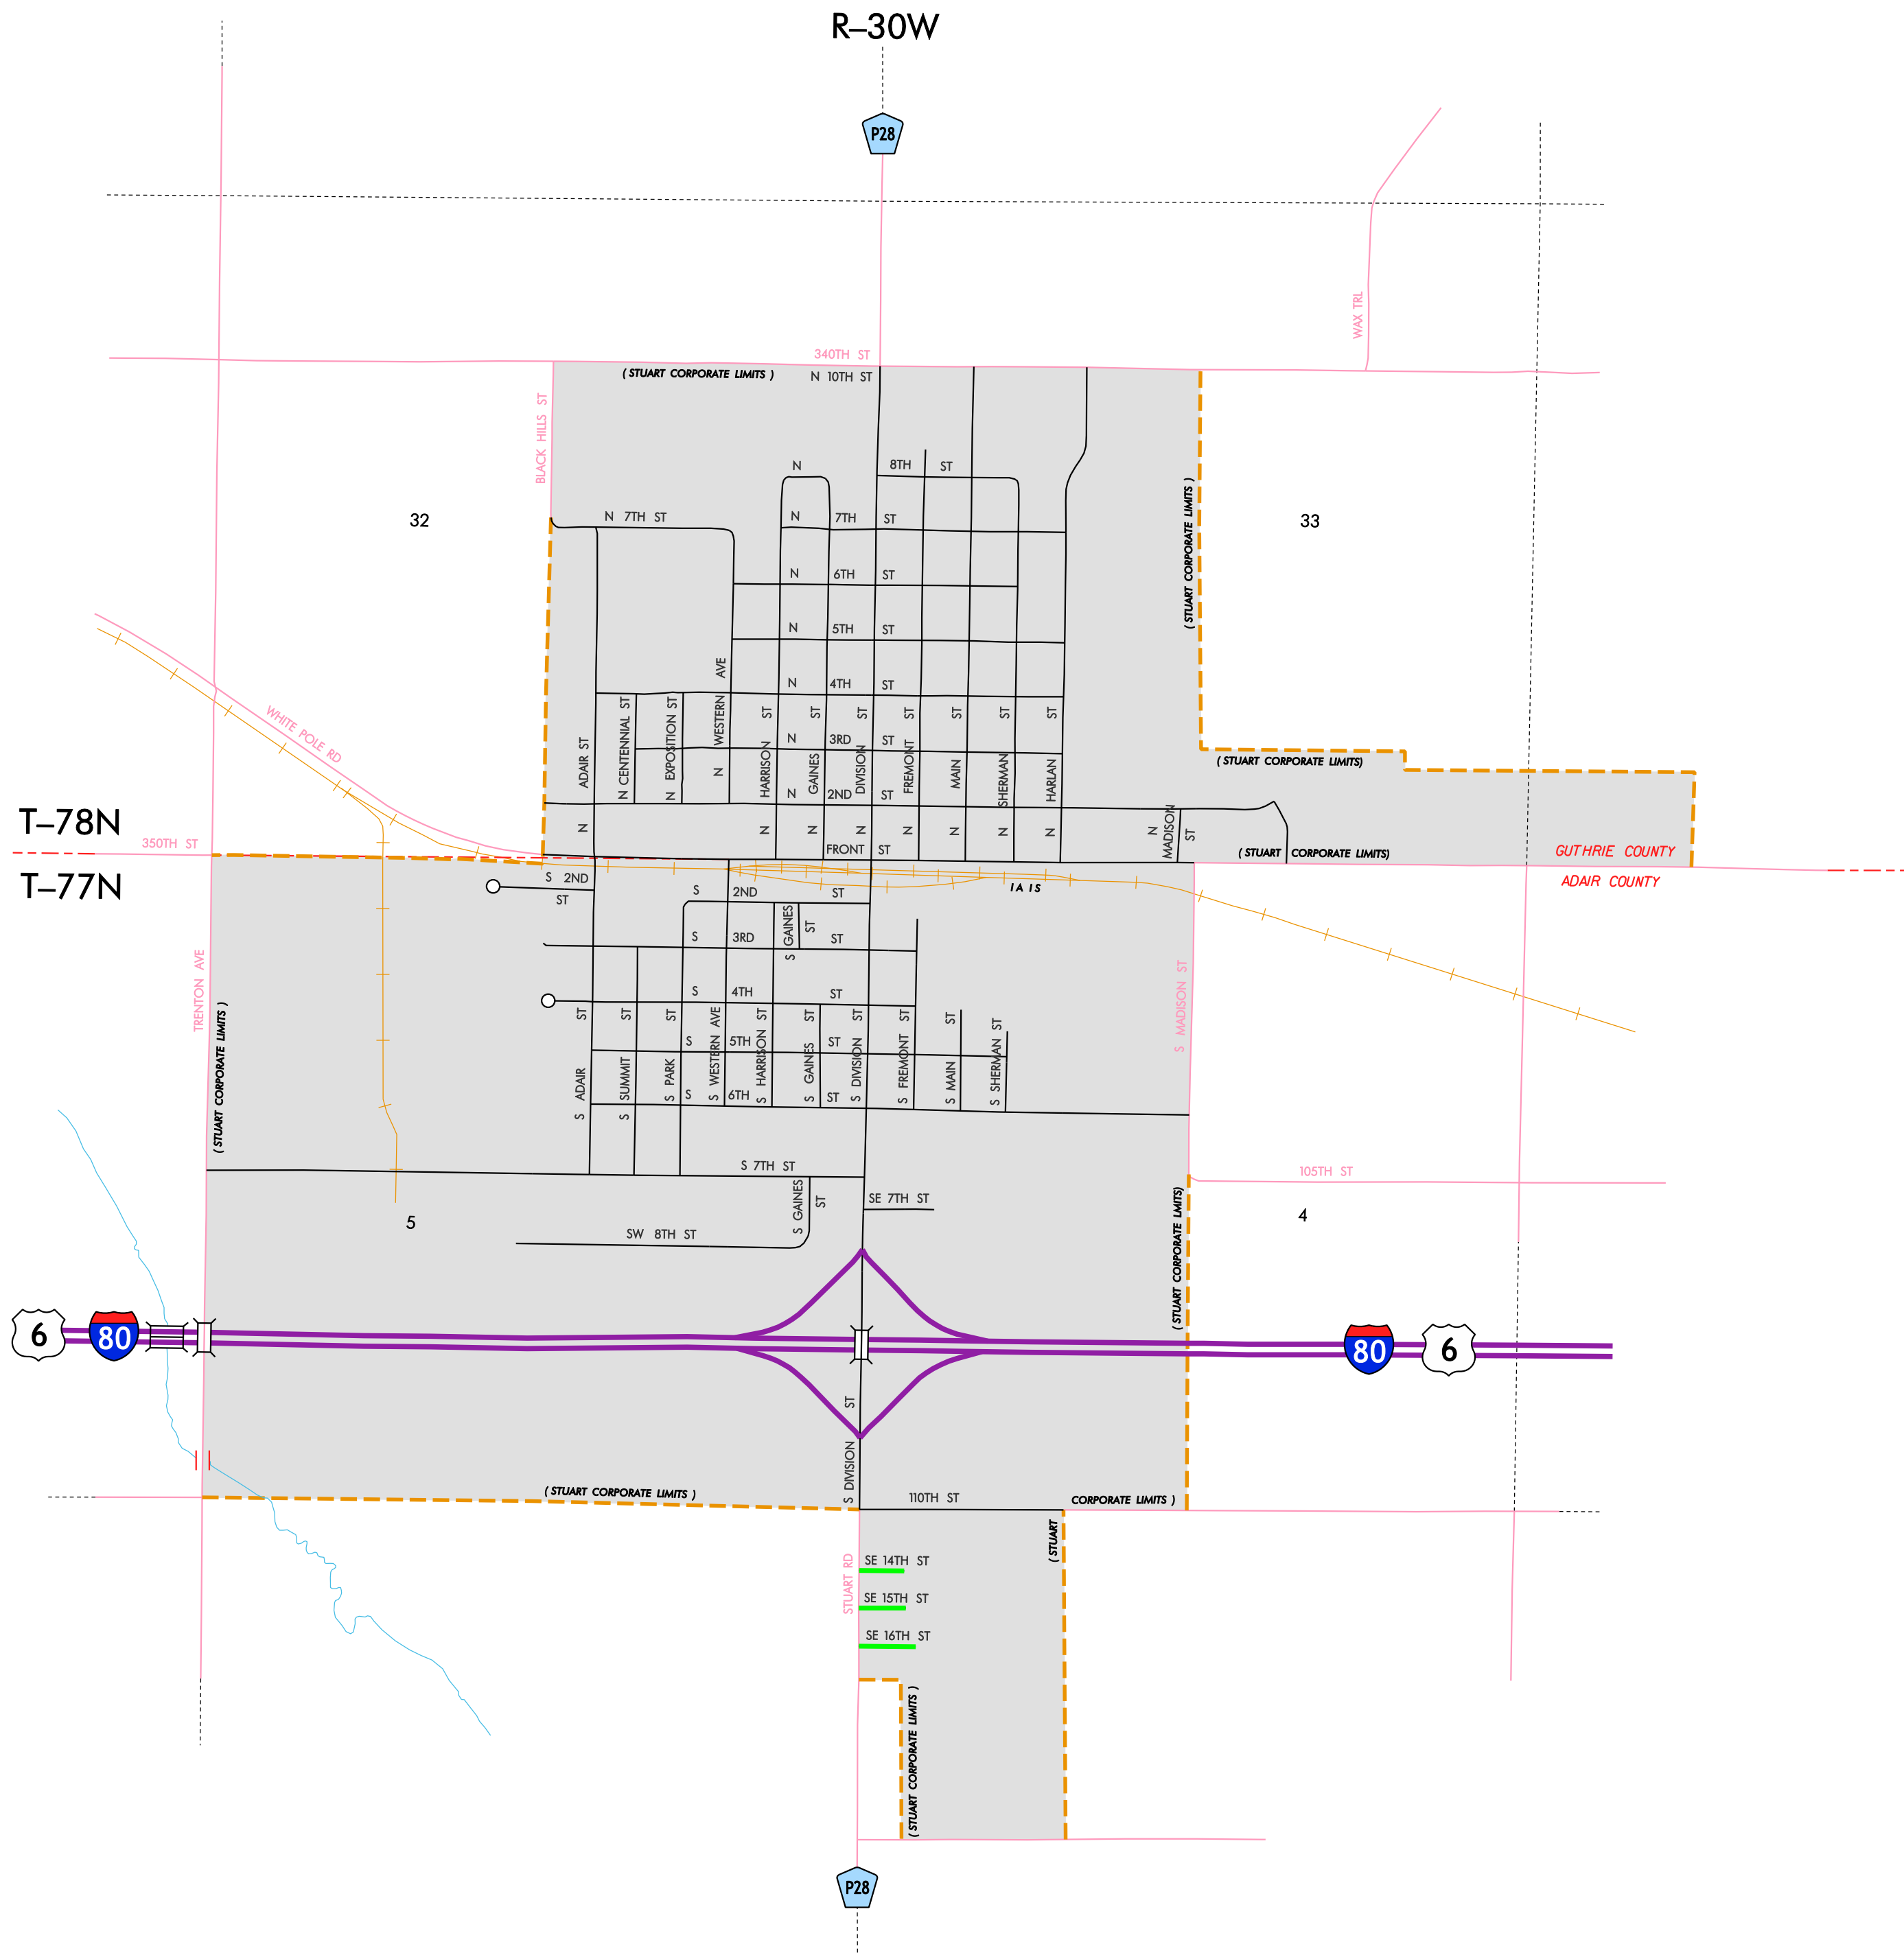 R–30W
P28
WAX TRL
340TH ST
( STUART CORPORATE LIMITS )
N 10TH ST
BLACK HILLS ST
N 8TH ST
( STUART CORPORATE LIMITS )
32
N 7TH ST
N 7TH ST
33
N 6TH ST
N 5TH ST
N 4TH ST
N 3RD ST
N 2ND ST
N ADAIR ST
N CENTENNIAL ST
N EXPOSITION ST
N WESTERN AVE
N HARRISON ST
N GAINES ST
N DIVISION ST
N FREMONT ST
N MAIN ST
N SHERMAN ST
N HARLAN ST
N MADISON ST
WHITE POLE RD
( STUART CORPORATE LIMITS)
T–78N
350TH ST
FRONT ST
( STUART CORPORATE LIMITS)
GUTHRIE COUNTY
T–77N
ADAIR COUNTY
IAIS
S 2ND ST
S 2ND ST
S GAINES ST
S 3RD ST
S 4TH ST
TRENTON AVE
( STUART CORPORATE LIMITS )
S MADISON ST
S 5TH ST
S 6TH ST
S ADAIR ST
S SUMMIT ST
S PARK ST
S WESTERN AVE
S HARRISON ST
S GAINES ST
S DIVISION ST
S FREMONT ST
S MAIN ST
S SHERMAN ST
S 7TH ST
105TH ST
S GAINES ST
SE 7TH ST
5
4
SW 8TH ST
(STUART CORPORATE LIMITS)
6
80
80
6
S DIVISION ST
( STUART CORPORATE LIMITS )
110TH ST
( STUART CORPORATE LIMITS )
STUART RD
SE 14TH ST
SE 15TH ST
SE 16TH ST
( STUART CORPORATE LIMITS )
P28